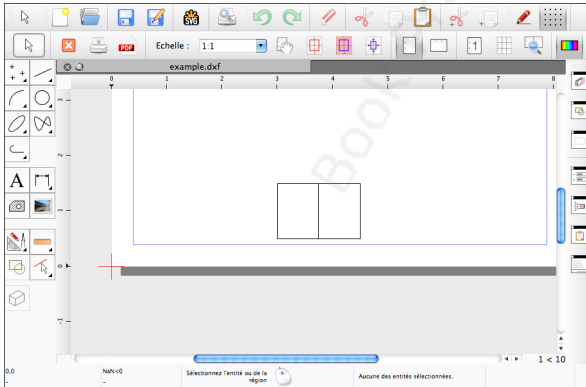 SVG
PDF
Echelle : 1:1
1
example.dxf
0 1 2 3 4 5 6 7 8
3
2
1
0
-1
A
Book
1 < 10
0,0
NaN<0
Sélectionnez l'entité ou de la
région
Aucune des entités sélectionnées.
-
-